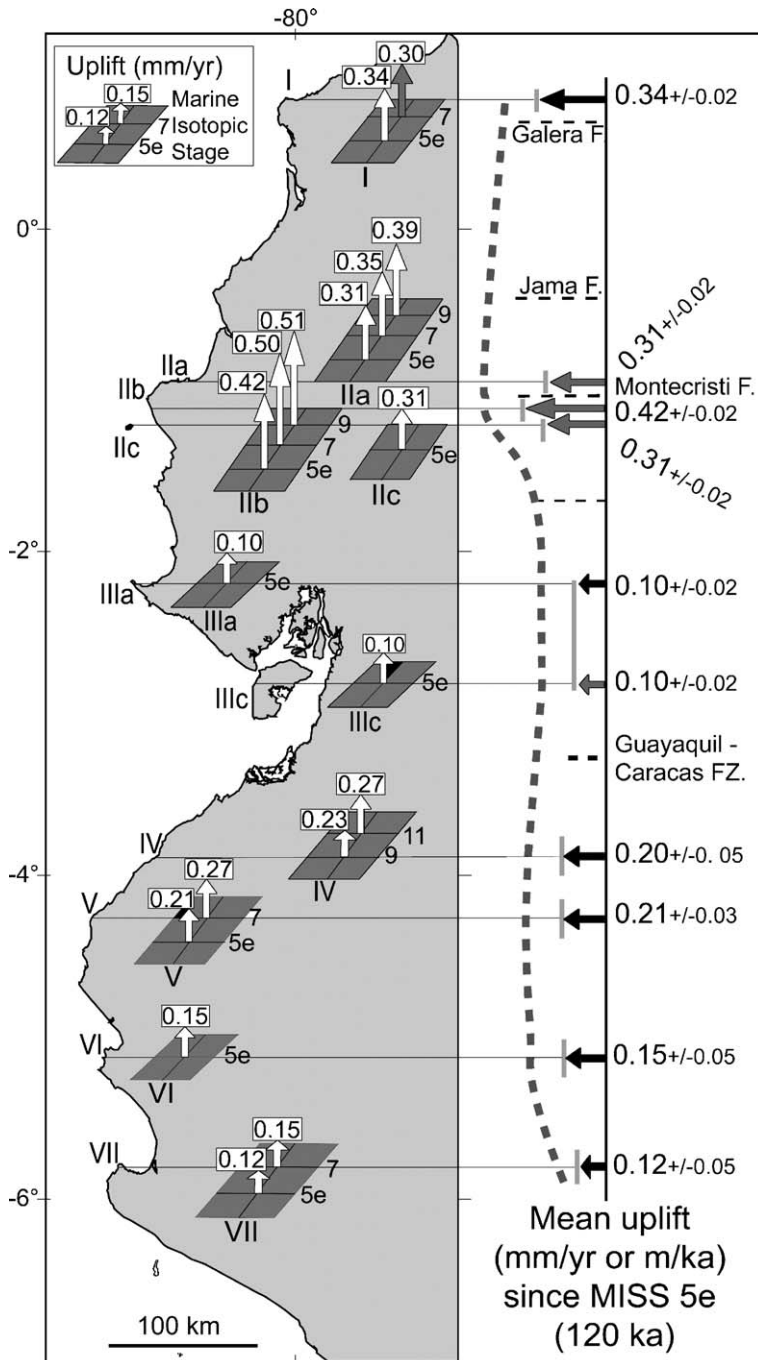 -80°
Uplift (mm/yr)
0.15
0.12
Marine
7 Isotopic
5e Stage
I
0.30
0.34
7
5e
I
0.34+/-0.02
Galera F.
0°
0.39
0.35
0.31
9
7
5e
IIa
Jama F.
0.31+/-0.02
0.51
0.50
0.42
9
7
5e
IIb
0.31
5e
IIc
IIa
IIb
IIc
Montecristi F.
0.42+/-0.02
0.31+/-0.02
-2°
0.10
5e
IIIa
IIIa
0.10+/-0.02
0.10
5e
IIIc
IIIc
0.10+/-0.02
Guayaquil -
Caracas FZ.
0.27
0.23
11
9
IV
IV
0.20+/-0.05
-4°
0.27
0.21
7
5e
V
V
0.21+/-0.03
0.15
5e
VI
VI
0.15+/-0.05
0.15
0.12
7
5e
VII
VII
0.12+/-0.05
-6°
Mean uplift
(mm/yr or m/ka)
since MISS 5e
(120 ka)
100 km